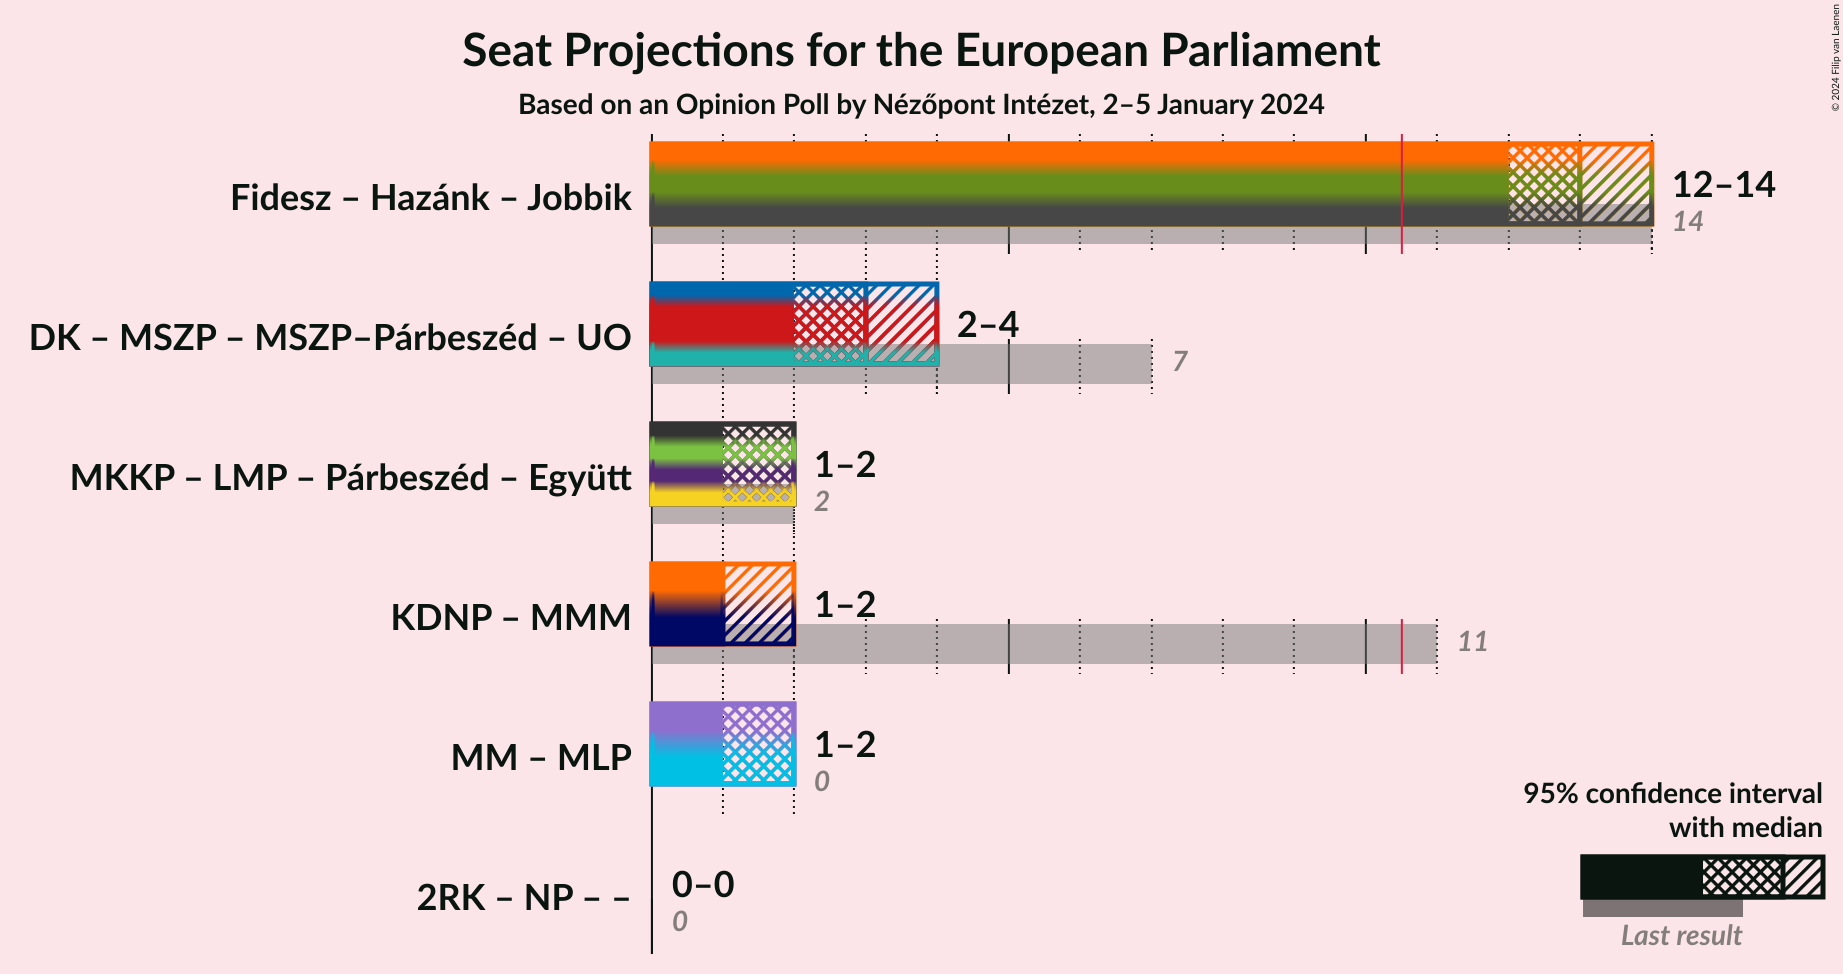 Seat Projections for the European Parliament
Based on an Opinion Poll by Nézőpont Intézet, 2–5 January 2024
© 2024 Filip van Laenen
Fidesz – Hazánk – Jobbik
12–14
14
DK – MSZP – MSZP–Párbeszéd – UO
2–4
7
MKKP – LMP – Párbeszéd – Együtt
1–2
2
KDNP – MMM
1–2
11
MM – MLP
1–2
0
2RK – NP – –
0–0
0
95% confidence interval
with median
Last result